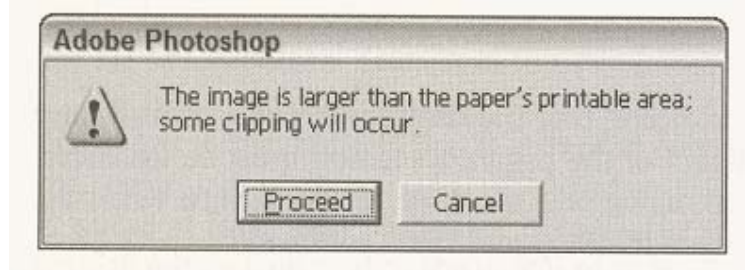 Adobe Photoshop
The image is larger than the paper's printable area;
some clipping will occur.
Proceed
Cancel